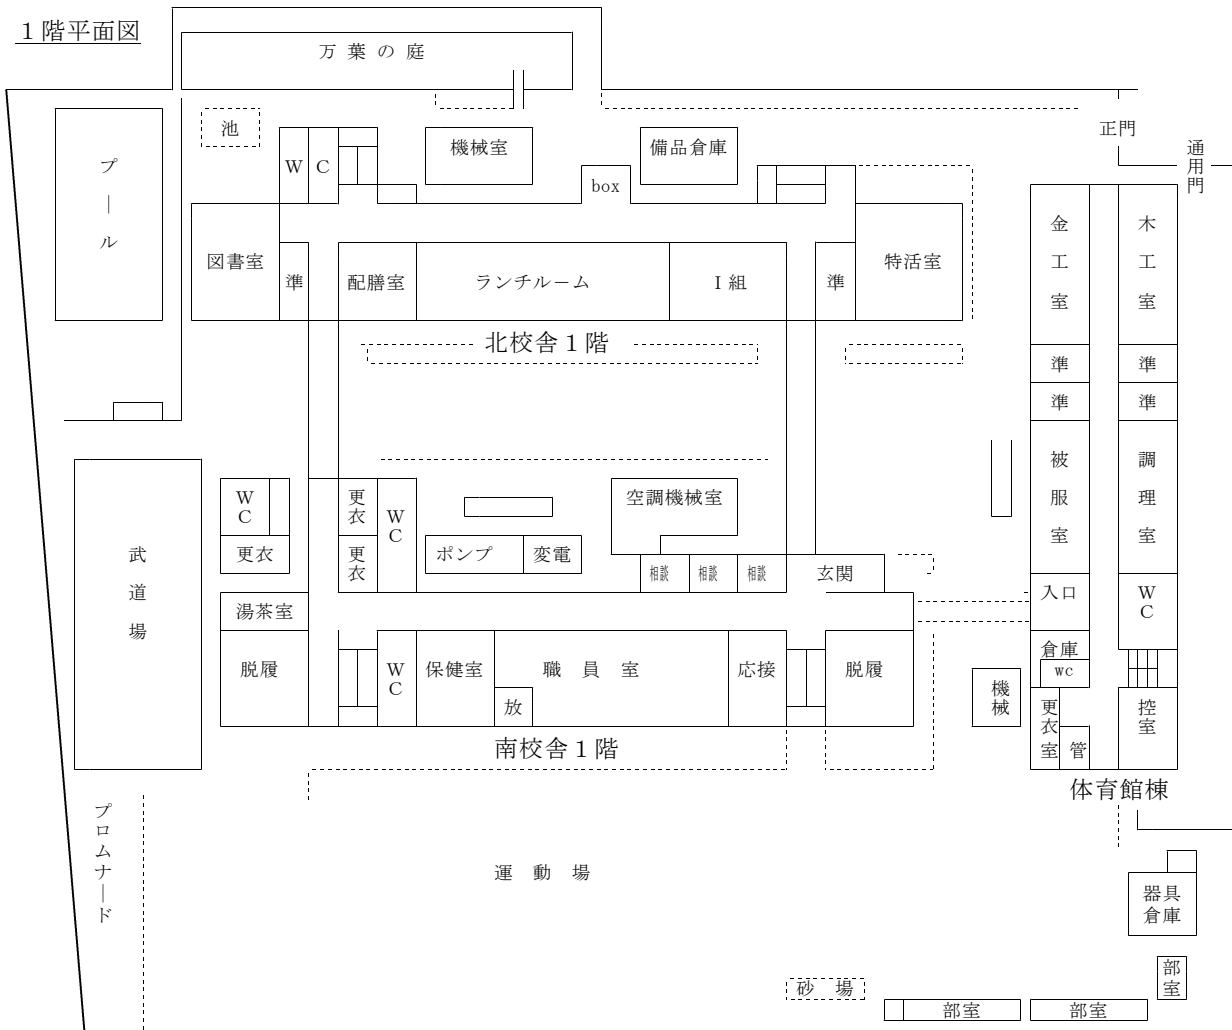 １階平面図
万葉の庭
池
正門
通用門
プール
WC
機械室
備品倉庫
box
図書室
準
配膳室
ランチルーム
Ｉ組
準
特活室
金工室
木工室
北校舎１階
準
準
準
準
被服室
調理室
WC
更衣
更衣
更衣
WC
空調機械室
ポンプ
変電
相談
相談
相談
玄関
武道場
湯茶室
入口
WC
脱履
WC
保健室
職員室
放
応接
脱履
倉庫
WC
機械
更衣室
管
控室
南校舎１階
体育館棟
プロムナード
運動場
器具
倉庫
部室
砂場
部室
部室